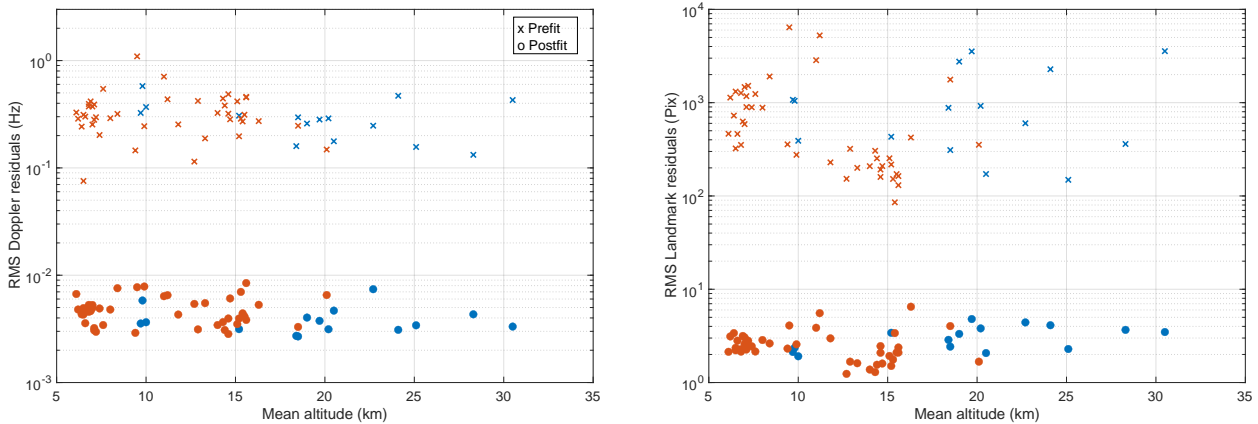 RMS Doppler residuals (Hz)
10^0
10^-1
10^-2
10^-3
x Prefit
o Postfit
5 10 15 20 25 30 35
Mean altitude (km)
RMS Landmark residuals (Pix)
10^4
10^3
10^2
10^1
10^0
5 10 15 20 25 30 35
Mean altitude (km)